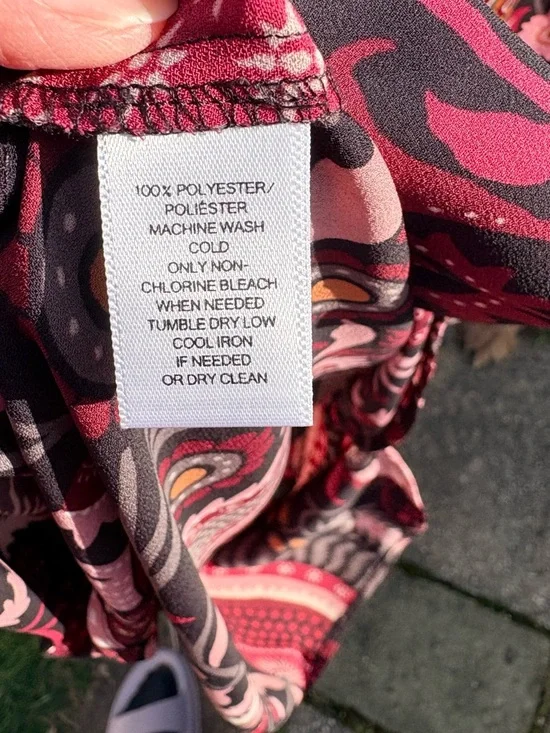 100% POLYESTER/
POLIÉSTER
MACHINE WASH
COLD
ONLY NON-
CHLORINE BLEACH
WHEN NEEDED
TUMBLE DRY LOW
COOL IRON
IF NEEDED
OR DRY CLEAN